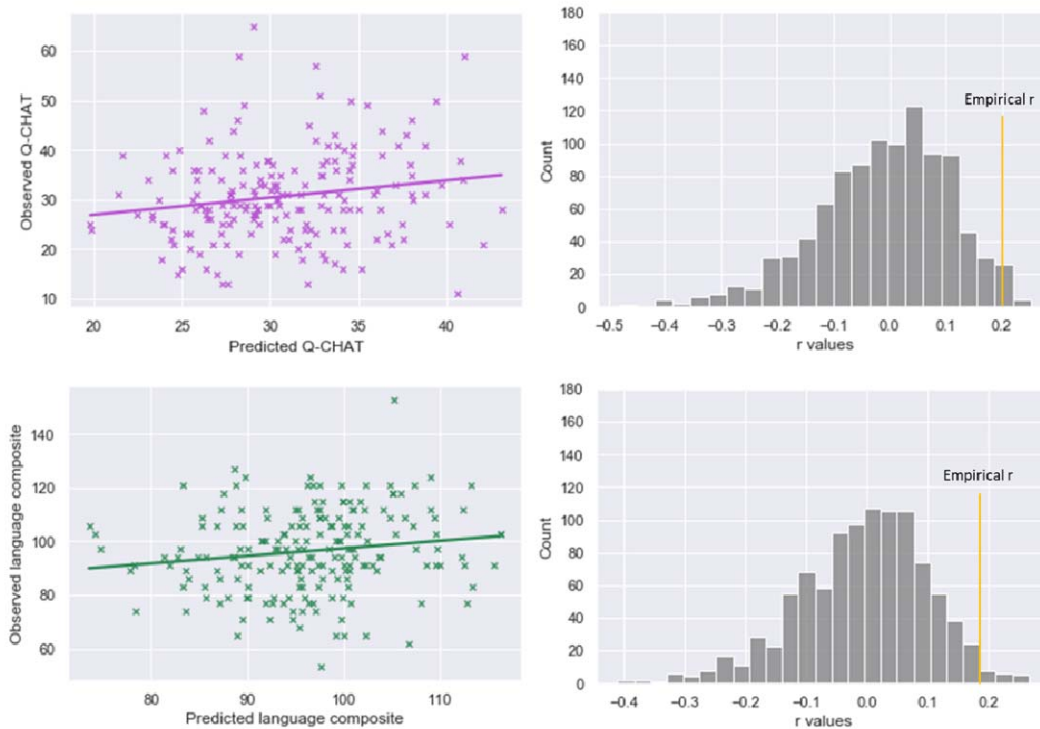 60
50
40
30
20
10
Observed Q-CHAT
20 25 30 35 40
Predicted Q-CHAT
180
160
140
120
100
80
60
40
20
0
Count
Empirical r
−0.5 −0.4 −0.3 −0.2 −0.1 0.0 0.1 0.2
r values
140
120
100
80
60
Observed language composite
80 90 100 110
Predicted language composite
180
160
140
120
100
80
60
40
20
0
Count
Empirical r
−0.4 −0.3 −0.2 −0.1 0.0 0.1 0.2
r values